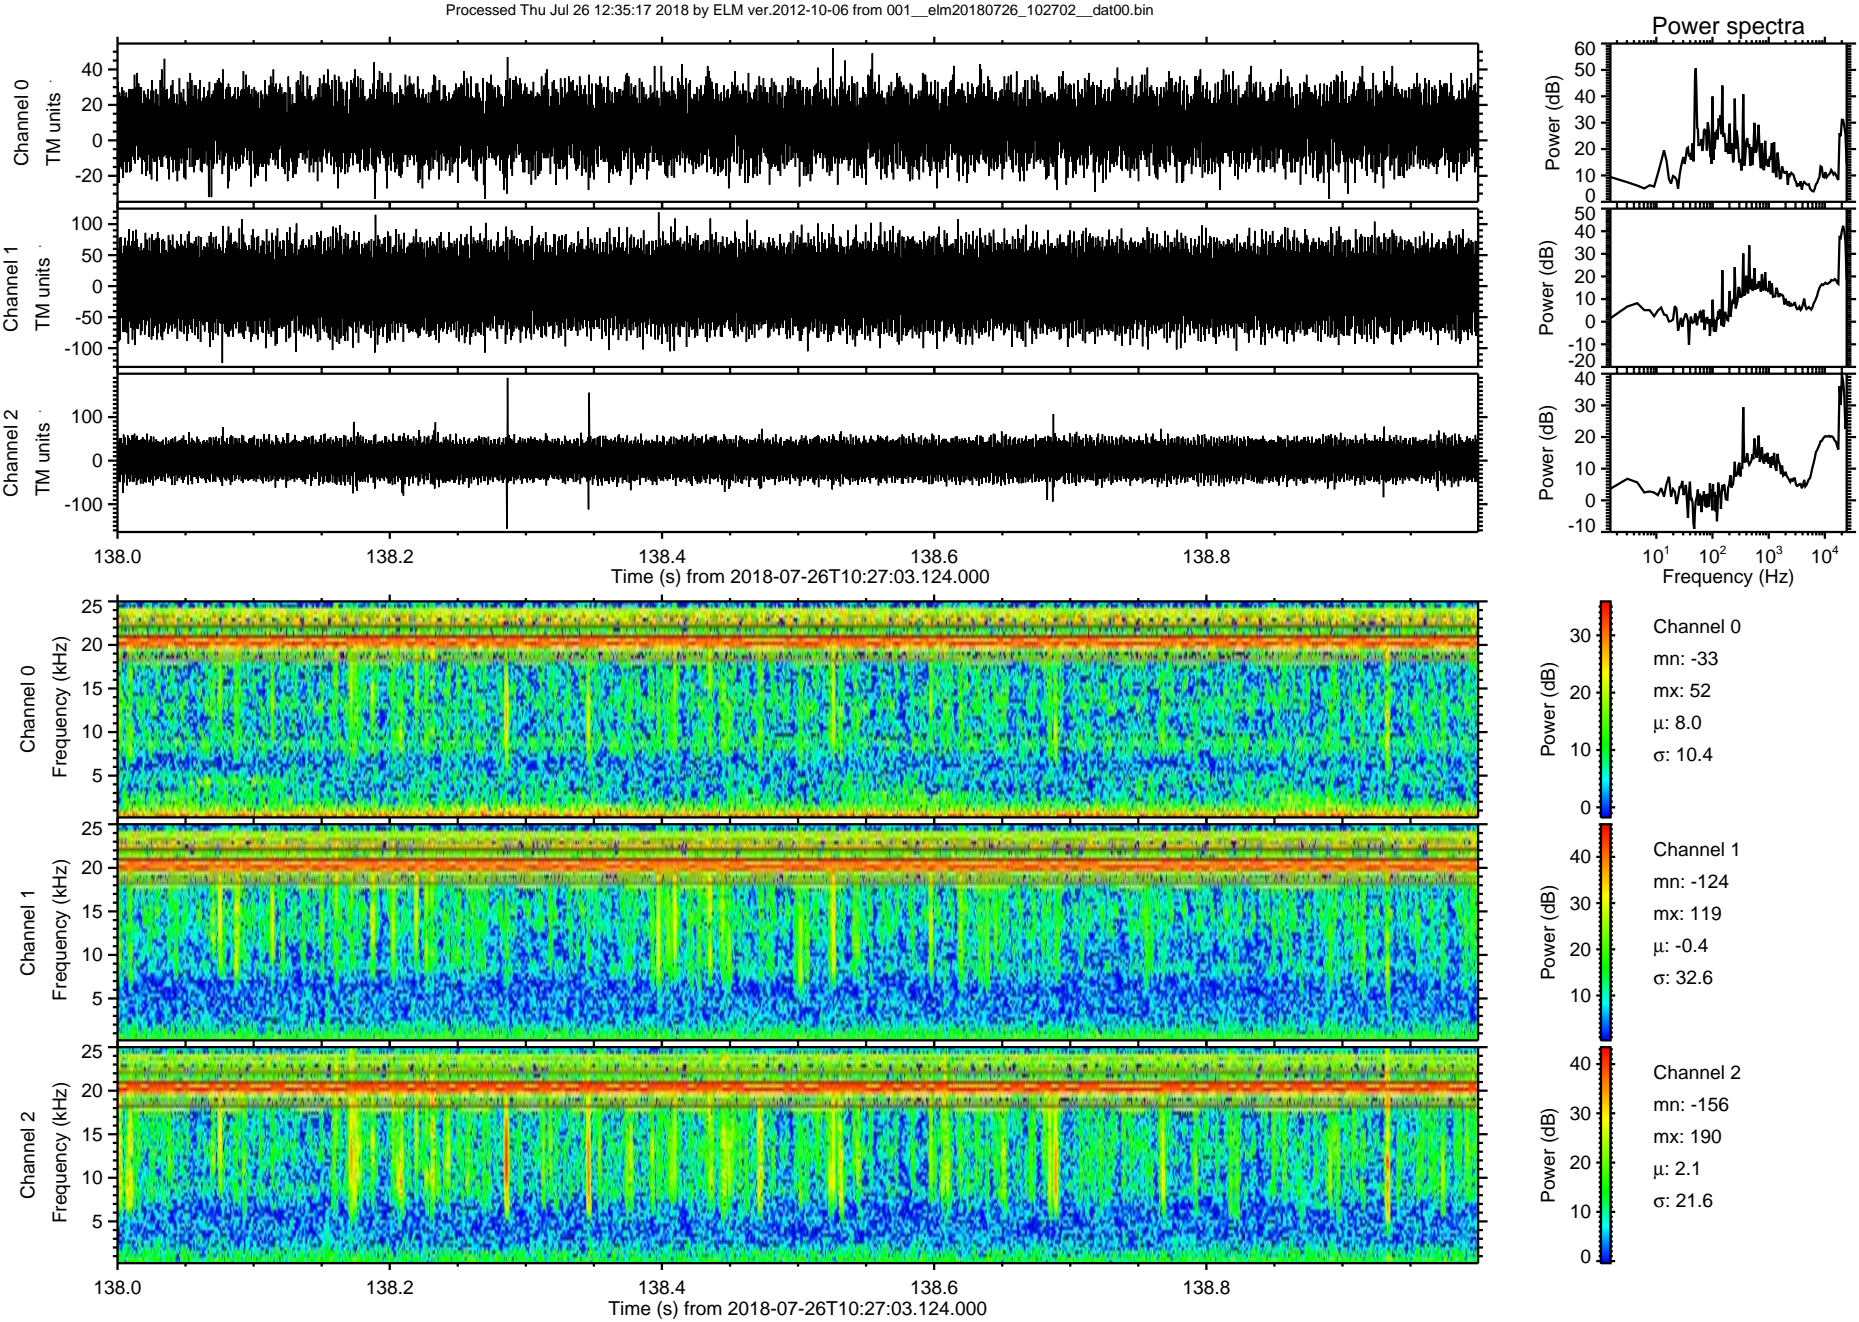 Processed Thu Jul 26 12:35:17 2018 by ELM ver.2012-10-06 from 001__elm20180726_102702__dat00.bin
Power spectra
Channel 0
TM units
40
20
0
-20
Power (dB)
60
50
40
30
20
10
0
Channel 1
TM units
100
50
0
-50
-100
Power (dB)
50
40
30
20
10
0
-10
-20
Channel 2
TM units
100
0
-100
Power (dB)
40
30
20
10
0
-10
138.0 138.2 138.4 138.6 138.8
Time (s) from 2018-07-26T10:27:03.124.000
10¹ 10² 10³ 10⁴
Frequency (Hz)
Channel 0
Frequency (kHz)
25
20
15
10
5
Power (dB)
30
20
10
0
Channel 0
mn: -33
mx: 52
μ: 8.0
σ: 10.4
Channel 1
Frequency (kHz)
25
20
15
10
5
Power (dB)
40
30
20
10
Channel 1
mn: -124
mx: 119
μ: -0.4
σ: 32.6
Channel 2
Frequency (kHz)
25
20
15
10
5
Power (dB)
40
30
20
10
0
Channel 2
mn: -156
mx: 190
μ: 2.1
σ: 21.6
138.0 138.2 138.4 138.6 138.8
Time (s) from 2018-07-26T10:27:03.124.000